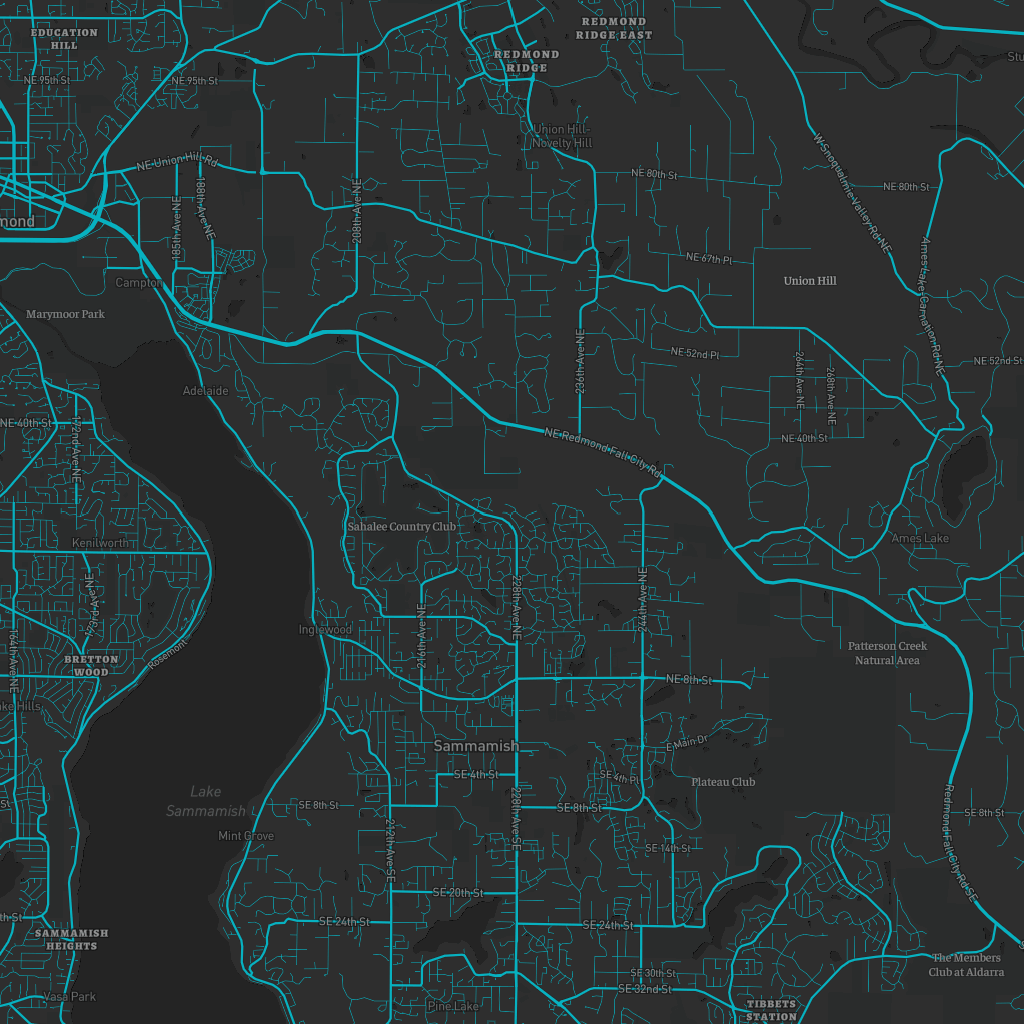 EDUCATION
HILL
REDMOND
RIDGE EAST
REDMOND
RIDGE
NE 95th St
NE 95th St
Union Hill-
Novelty Hill
NE Union Hill Rd
W Snoqualmie Valley Rd NE
NE 80th St
NE 80th St
188th Ave NE
185th Ave NE
208th Ave NE
mond
Ames Lake-Carnation Rd NE
NE 67th Pl
Campton
Union Hill
Marymoor Park
236th Ave NE
NE 52nd Pl
NE 52nd St
264th Ave NE
268th Ave NE
Adelaide
NE 40th St
172nd Ave NE
NE Redmond Fall City Rd
NE 40th St
Sahalee Country Club
Kenilworth
Ames Lake
173rd Ave NE
228th Ave NE
244th Ave NE
216th Ave NE
Inglewood
164th Ave NE
BRETTON
WOOD
Rosemont
Patterson Creek
Natural Area
NE 8th St
ake Hills
Sammamish
E Main Dr
SE 4th St
SE 4th Pl
Plateau Club
Lake
Sammamish
SE 8th St
228th Ave SE
SE 8th St
Redmond Fall City Rd SE
SE 8th St
Mint Grove
212th Ave SE
SE 14th St
SE 20th St
SE 24th St
SE 24th St
SAMMAMISH
HEIGHTS
The Members
Club at Aldarra
SE 30th St
SE 32nd St
Vasa Park
Pine Lake
TIBBETS
STATION